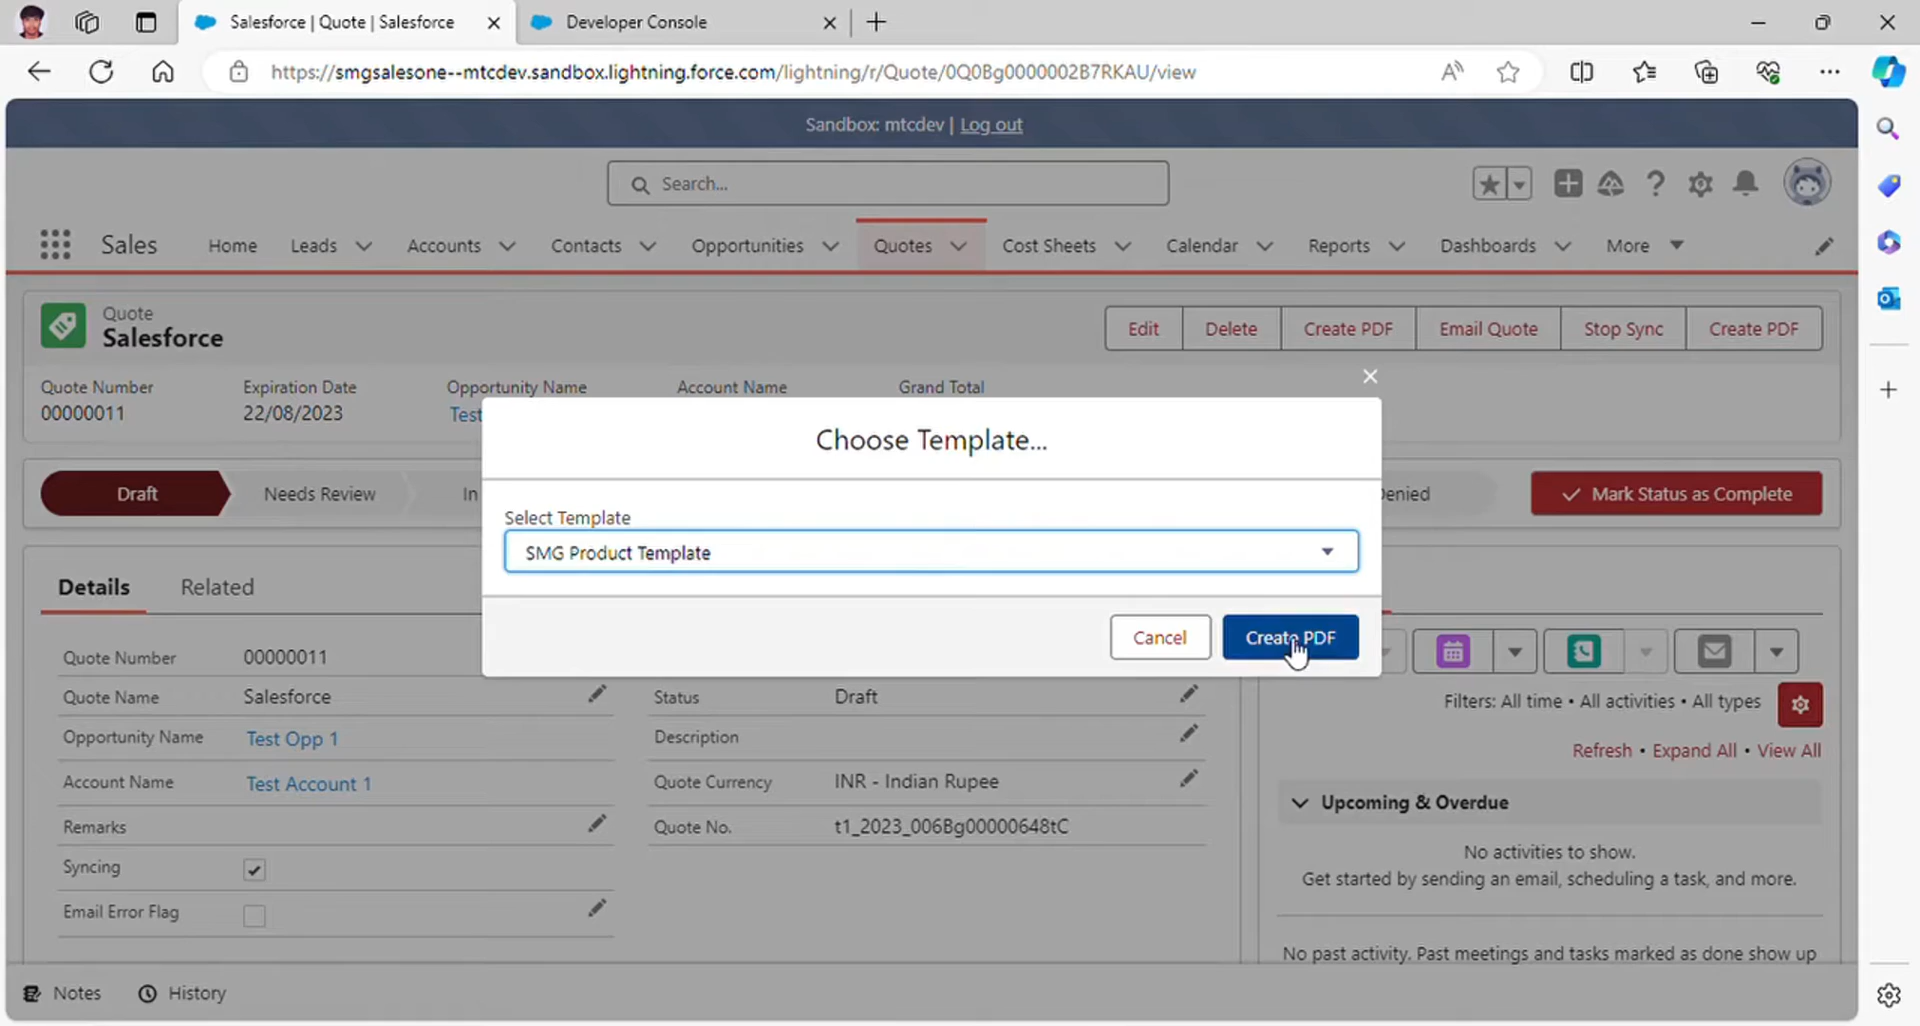 Salesforce | Quote | Salesforce
Developer Console
https://smgsalesone--mtcdev.sandbox.lightning.force.com/lightning/r/Quote/0Q0Bg0000002B7RKAU/view
Sandbox: mtcdev | Log out
Search...
Sales Home Leads Accounts Contacts Opportunities Quotes Cost Sheets Calendar Reports Dashboards More
Quote
Salesforce
Edit Delete Create PDF Email Quote Stop Sync Create PDF
Quote Number Expiration Date Opportunity Name Account Name Grand Total
00000011 22/08/2023 Test
Choose Template...
Draft Needs Review In Denied Mark Status as Complete
Select Template
SMG Product Template
Cancel Create PDF
Details Related
Quote Number 00000011
Quote Name Salesforce Status Draft
Opportunity Name Test Opp 1 Description
Account Name Test Account 1 Quote Currency INR - Indian Rupee
Remarks Quote No. t1_2023_006Bg00000648tC
Syncing
Email Error Flag
Filters: All time • All activities • All types
Refresh • Expand All • View All
Upcoming & Overdue
No activities to show.
Get started by sending an email, scheduling a task, and more.
No past activity. Past meetings and tasks marked as done show up
Notes History